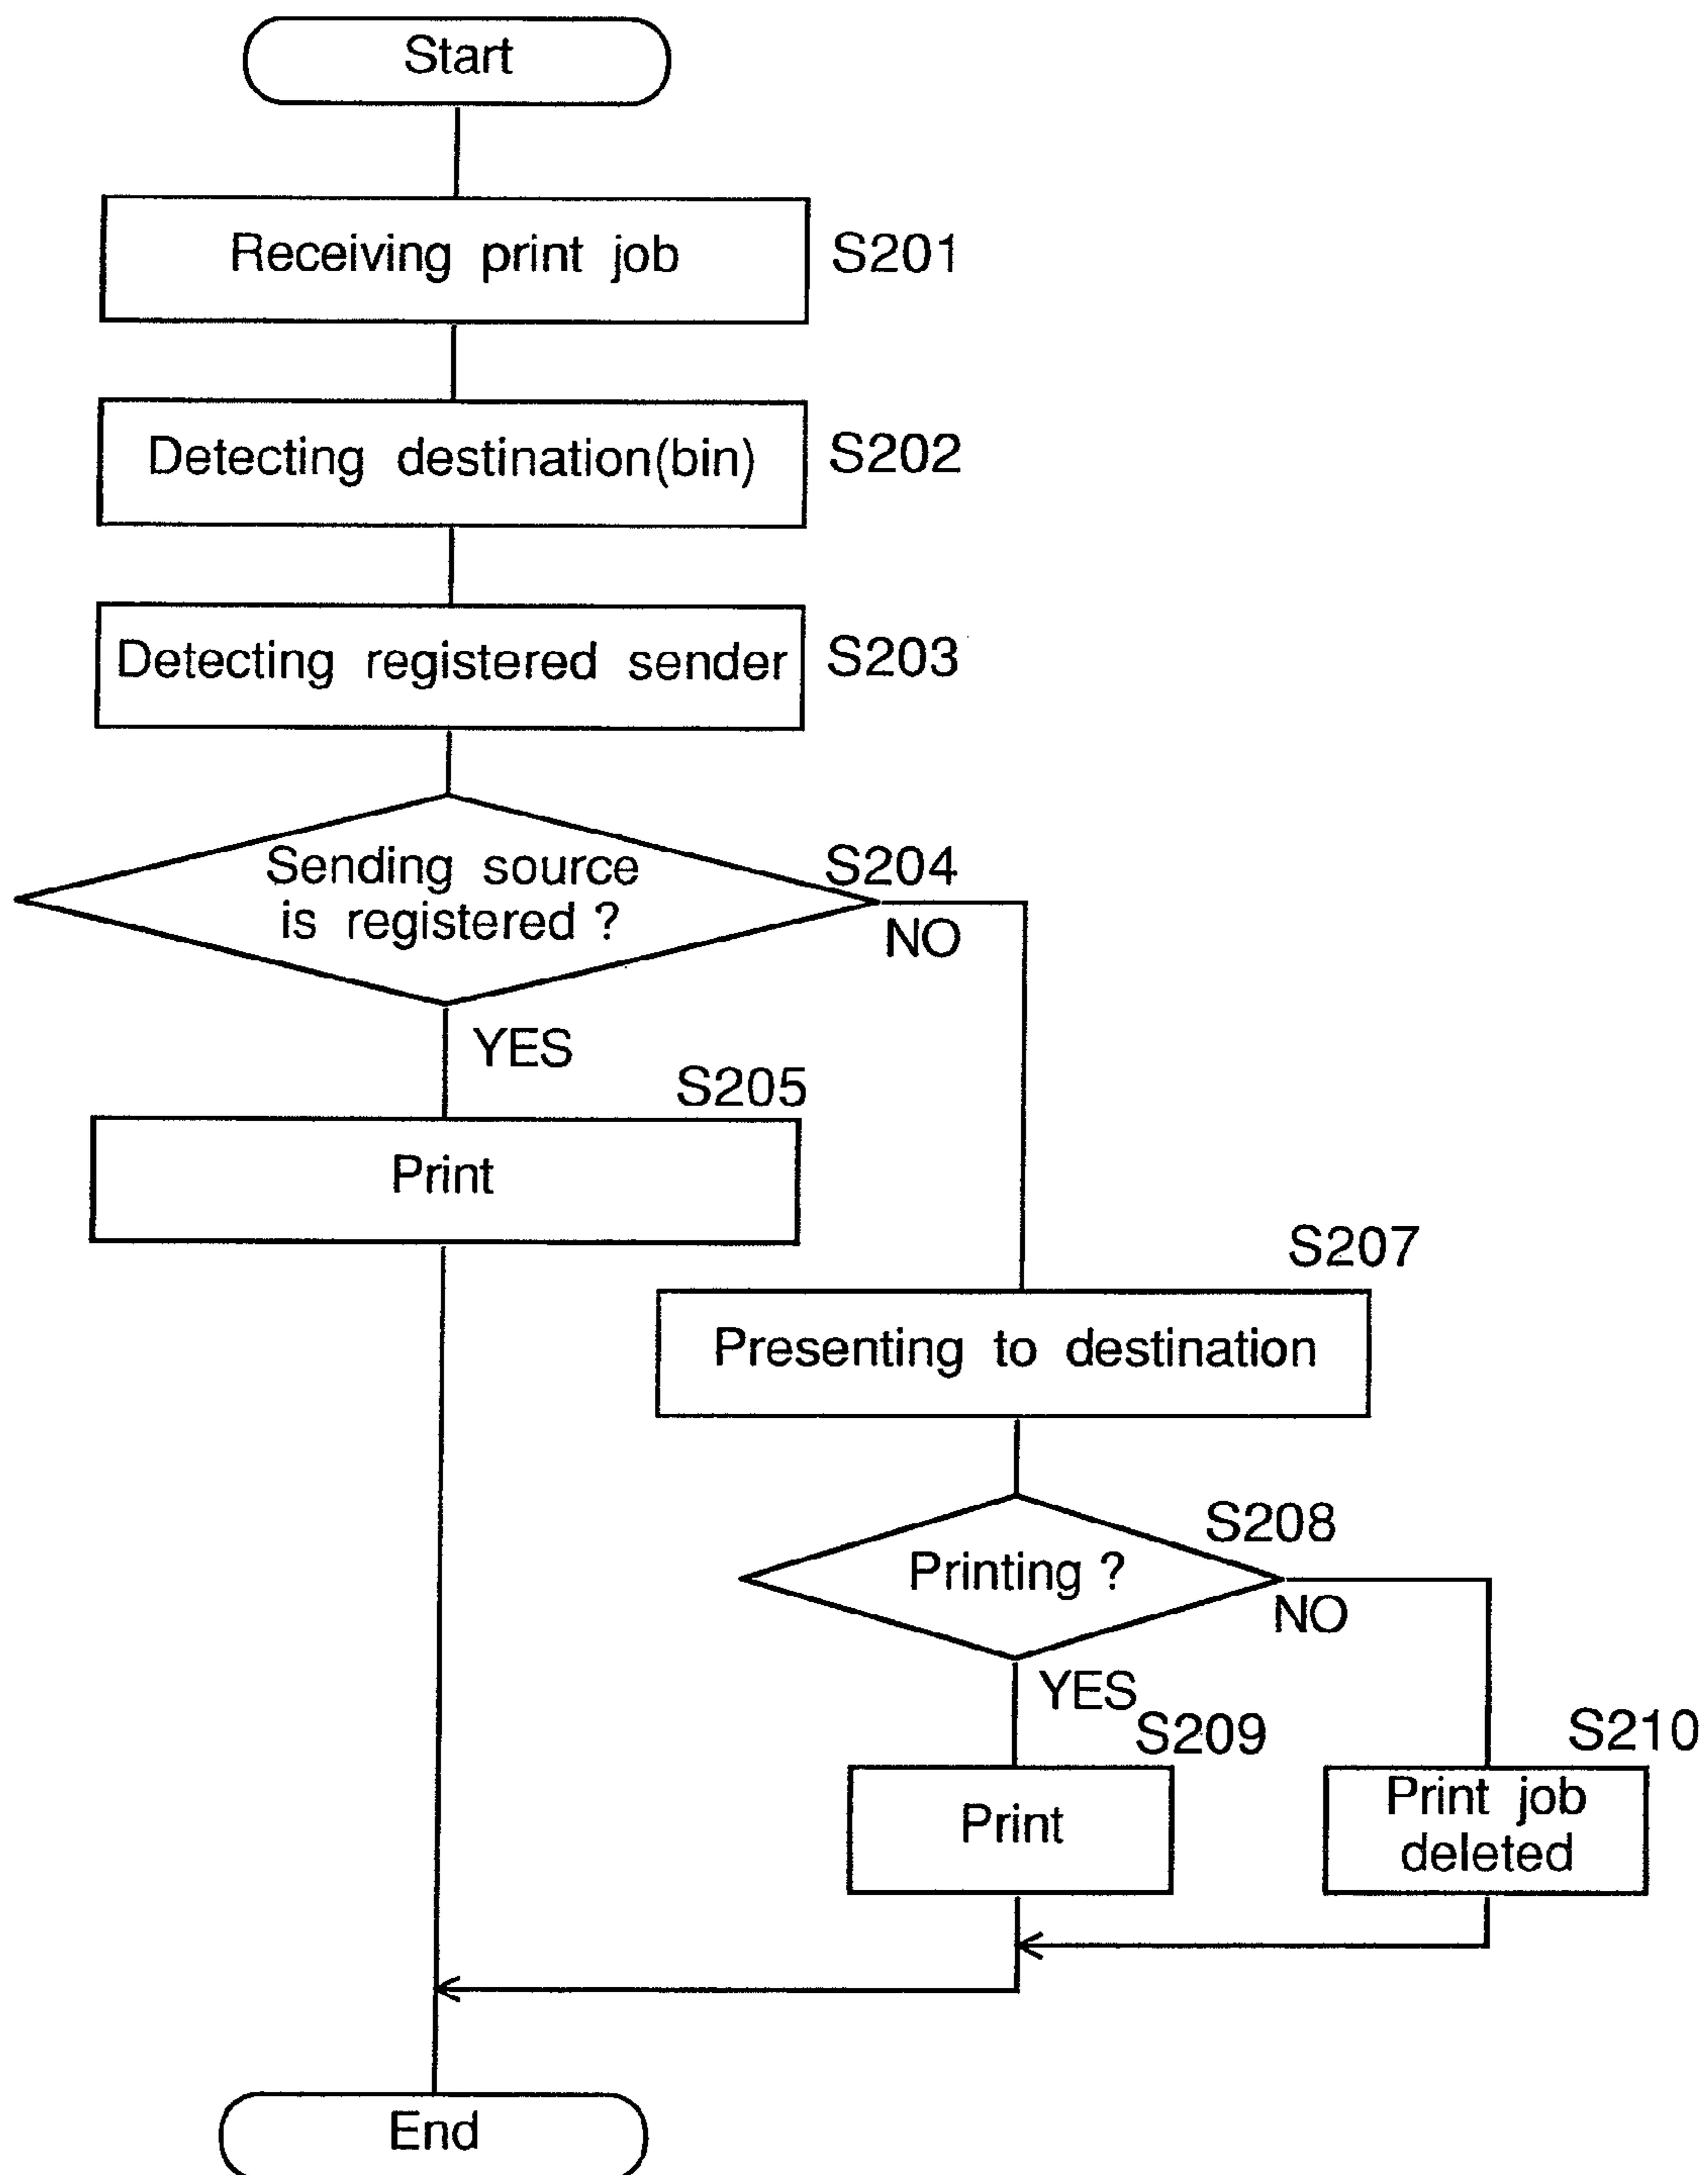 Start
Receiving print job
S201
Detecting destination(bin)
S202
Detecting registered sender
S203
Sending source
is registered ?
S204
NO
YES
S205
Print
S207
Presenting to destination
S208
Printing ?
NO
YES
S209
Print
S210
Print job
deleted
End